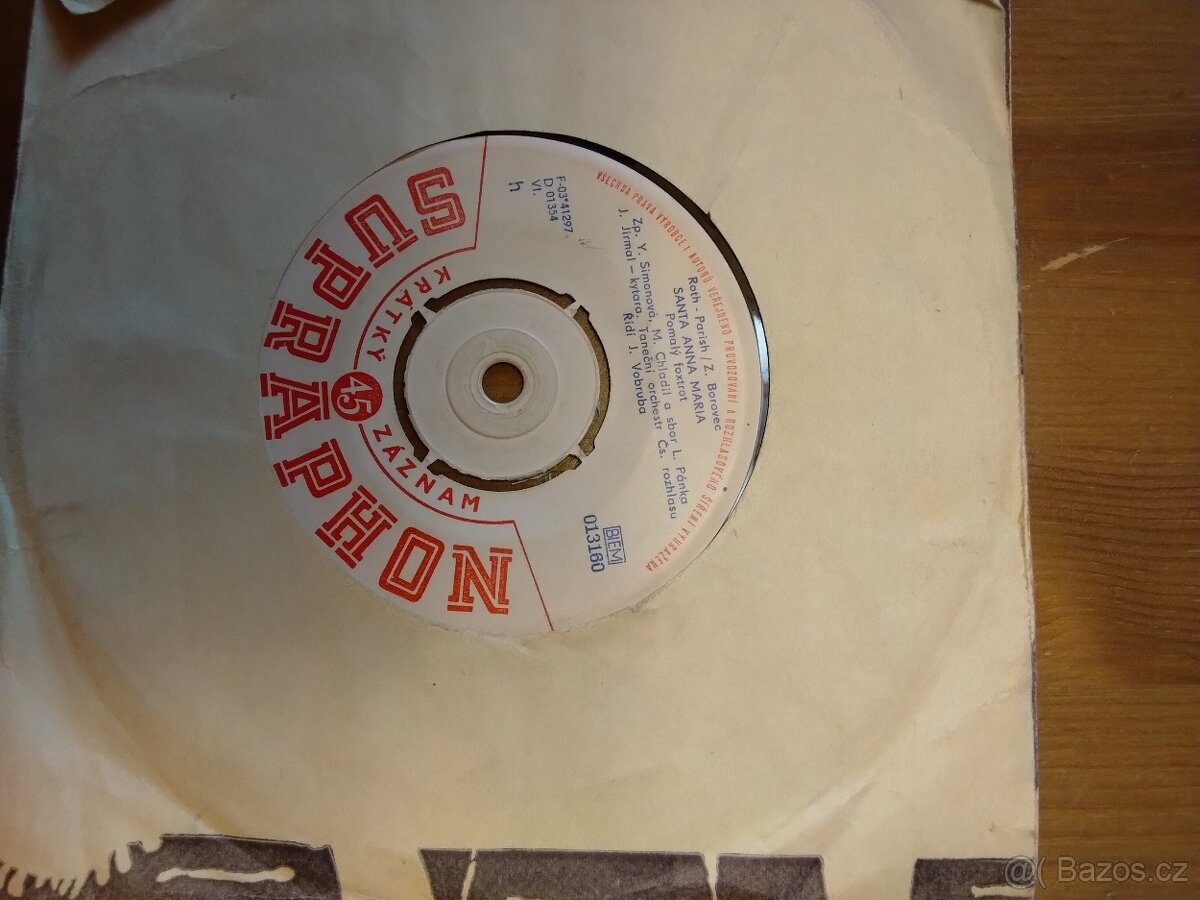 VŠECHNA PRÁVA VÝROBCE I AUTORŮ VEŘEJNÉHO PROVOZOVÁNÍ A ROZHLASOVÉHO ŠÍŘENÍ VYHRAZENA
Roth - Parish / Z. Borovec
SANTA ANNA MARIA
Pomalý foxtrot
Zp. Y. Simonová, M. Chladil a sbor L. Pánka
J. Jirmal – kytara, Taneční orchestr Čs. rozhlasu
Řídí J. Vobruba
F-03*41297
D 01354
VI.
h
BIEM
013160
KRÁTKÝ 45 ZÁZNAM
SUPRAPHON
@( Bazos.cz